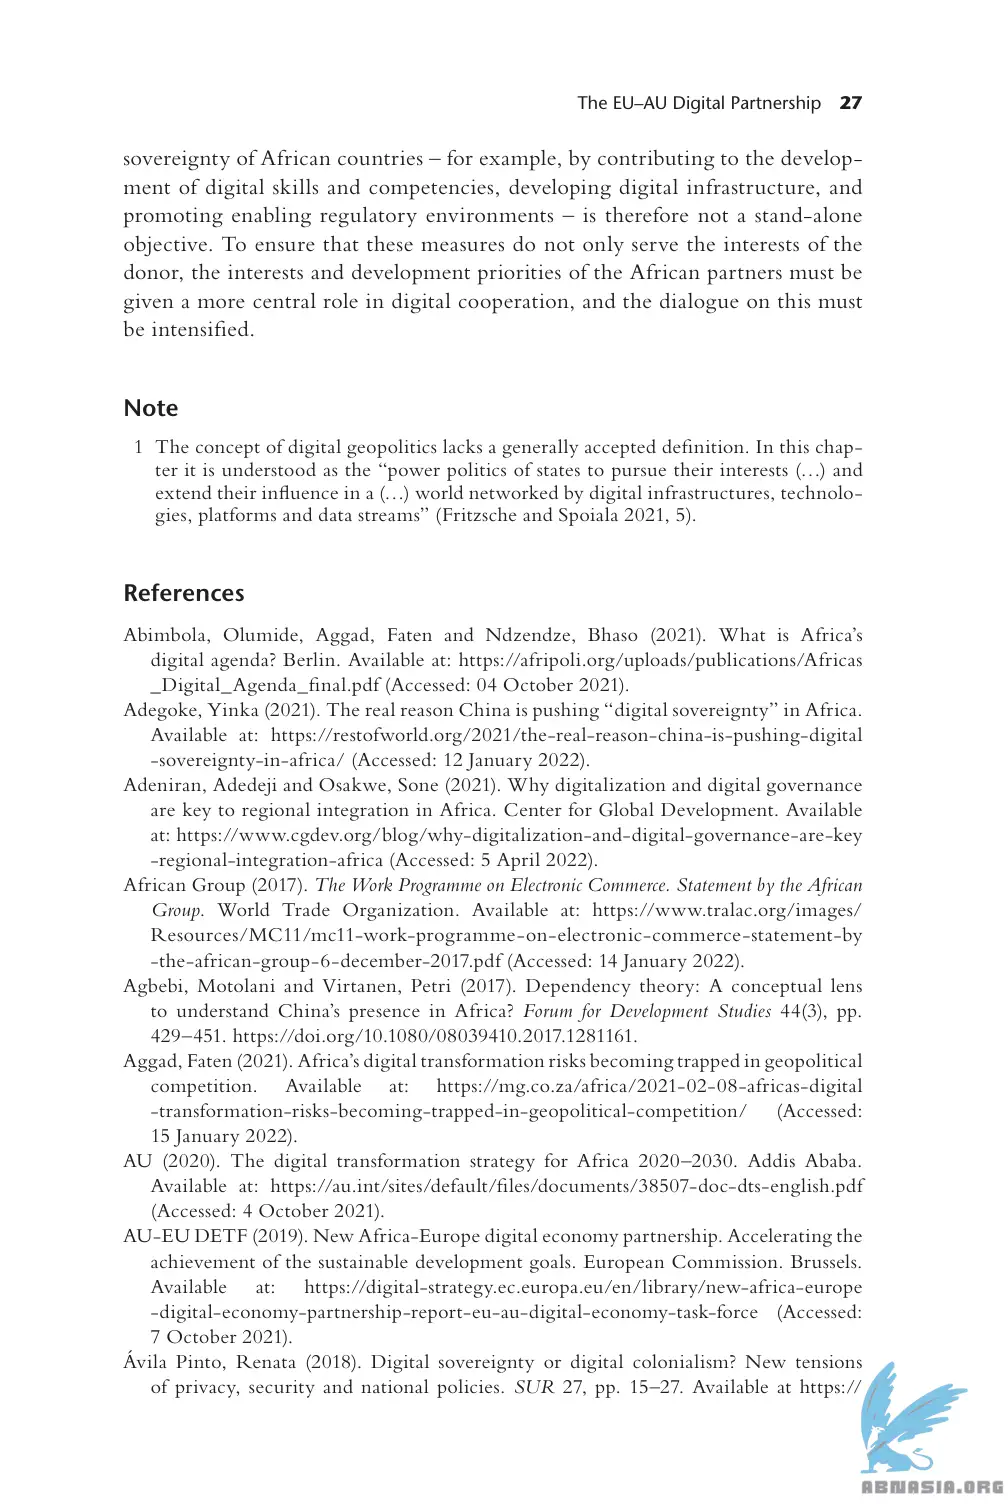 The EU–AU Digital Partnership 27
sovereignty of African countries – for example, by contributing to the develop-
ment of digital skills and competencies, developing digital infrastructure, and
promoting enabling regulatory environments – is therefore not a stand-alone
objective. To ensure that these measures do not only serve the interests of the
donor, the interests and development priorities of the African partners must be
given a more central role in digital cooperation, and the dialogue on this must
be intensified.
Note
1 The concept of digital geopolitics lacks a generally accepted definition. In this chap-
ter it is understood as the “power politics of states to pursue their interests (…) and
extend their influence in a (…) world networked by digital infrastructures, technolo-
gies, platforms and data streams” (Fritzsche and Spoiala 2021, 5).
References
Abimbola, Olumide, Aggad, Faten and Ndzendze, Bhaso (2021). What is Africa’s
digital agenda? Berlin. Available at: https://afripoli.org/uploads/publications/Africas
_Digital_Agenda_final.pdf (Accessed: 04 October 2021).
Adegoke, Yinka (2021). The real reason China is pushing “digital sovereignty” in Africa.
Available at: https://restofworld.org/2021/the-real-reason-china-is-pushing-digital
-sovereignty-in-africa/ (Accessed: 12 January 2022).
Adeniran, Adedeji and Osakwe, Sone (2021). Why digitalization and digital governance
are key to regional integration in Africa. Center for Global Development. Available
at: https://www.cgdev.org/blog/why-digitalization-and-digital-governance-are-key
-regional-integration-africa (Accessed: 5 April 2022).
African Group (2017). The Work Programme on Electronic Commerce. Statement by the African
Group. World Trade Organization. Available at: https://www.tralac.org/images/
Resources/MC11/mc11-work-programme-on-electronic-commerce-statement-by
-the-african-group-6-december-2017.pdf (Accessed: 14 January 2022).
Agbebi, Motolani and Virtanen, Petri (2017). Dependency theory: A conceptual lens
to understand China’s presence in Africa? Forum for Development Studies 44(3), pp.
429–451. https://doi.org/10.1080/08039410.2017.1281161.
Aggad, Faten (2021). Africa’s digital transformation risks becoming trapped in geopolitical
competition. Available at: https://mg.co.za/africa/2021-02-08-africas-digital
-transformation-risks-becoming-trapped-in-geopolitical-competition/ (Accessed:
15 January 2022).
AU (2020). The digital transformation strategy for Africa 2020–2030. Addis Ababa.
Available at: https://au.int/sites/default/files/documents/38507-doc-dts-english.pdf
(Accessed: 4 October 2021).
AU-EU DETF (2019). New Africa-Europe digital economy partnership. Accelerating the
achievement of the sustainable development goals. European Commission. Brussels.
Available at: https://digital-strategy.ec.europa.eu/en/library/new-africa-europe
-digital-economy-partnership-report-eu-au-digital-economy-task-force (Accessed:
7 October 2021).
Ávila Pinto, Renata (2018). Digital sovereignty or digital colonialism? New tensions
of privacy, security and national policies. SUR 27, pp. 15–27. Available at https://
ABNASIA.ORG